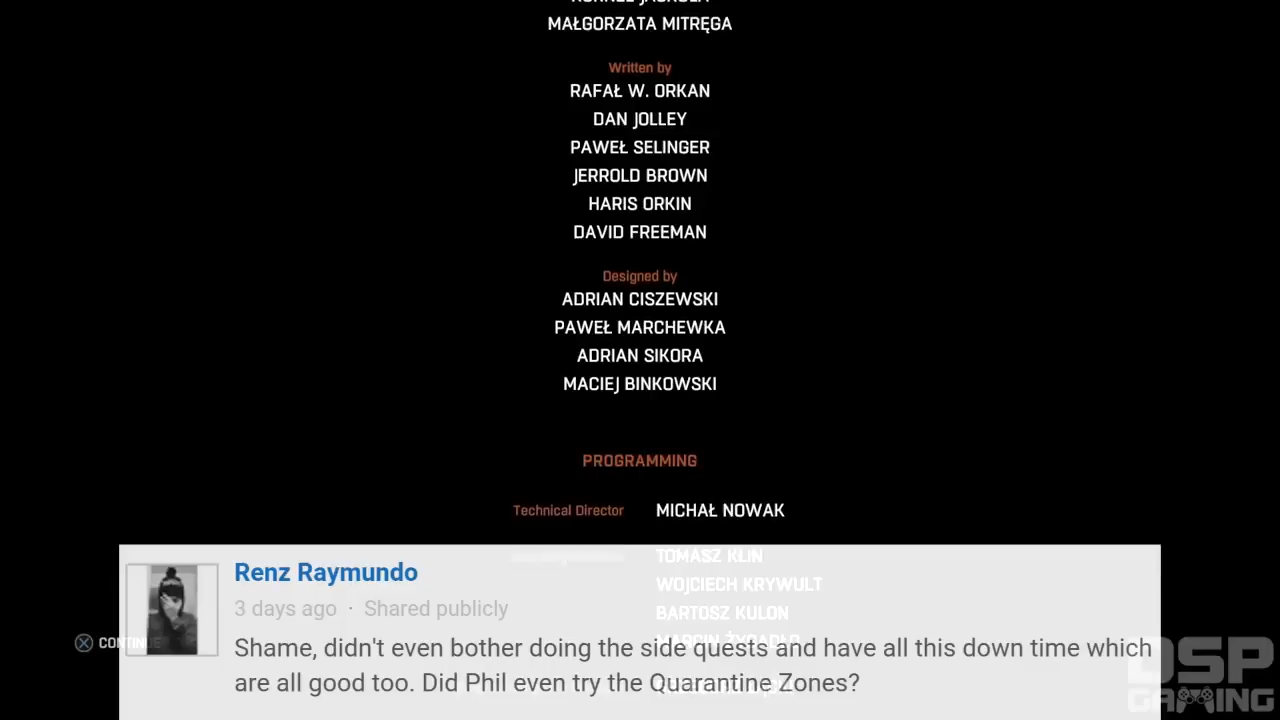 MAŁGORZATA MITRĘGA
Written by
RAFAŁ W. ORKAN
DAN JOLLEY
PAWEŁ SELINGER
JERROLD BROWN
HARIS ORKIN
DAVID FREEMAN
Designed by
ADRIAN CISZEWSKI
PAWEŁ MARCHEWKA
ADRIAN SIKORA
MACIEJ BINKOWSKI
PROGRAMMING
Technical Director MICHAŁ NOWAK
TOMASZ KLIN
WOJCIECH KRYWULT
BARTOSZ KULON
MARCIN
CONTINUE
Renz Raymundo
3 days ago · Shared publicly
Shame, didn't even bother doing the side quests and have all this down time which
are all good too. Did Phil even try the Quarantine Zones?
DSP
GAMING